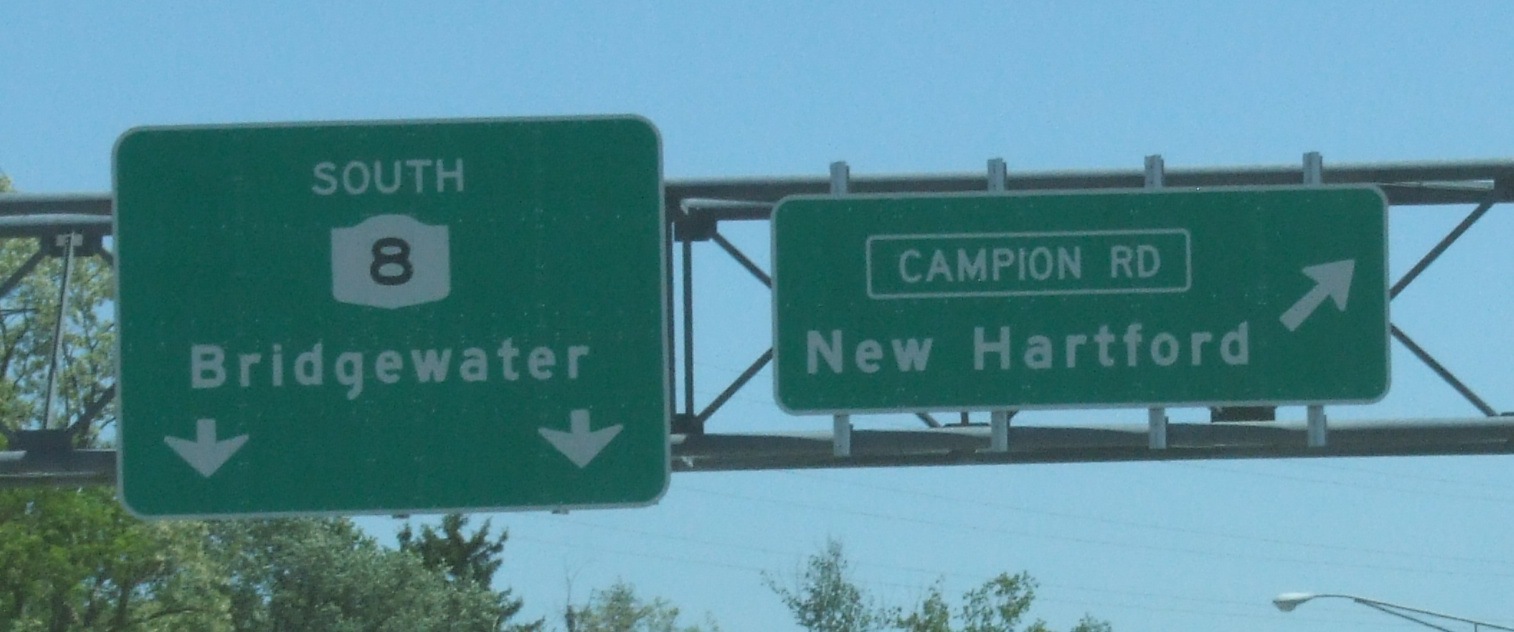 SOUTH
8
Bridgewater
CAMPION RD
New Hartford